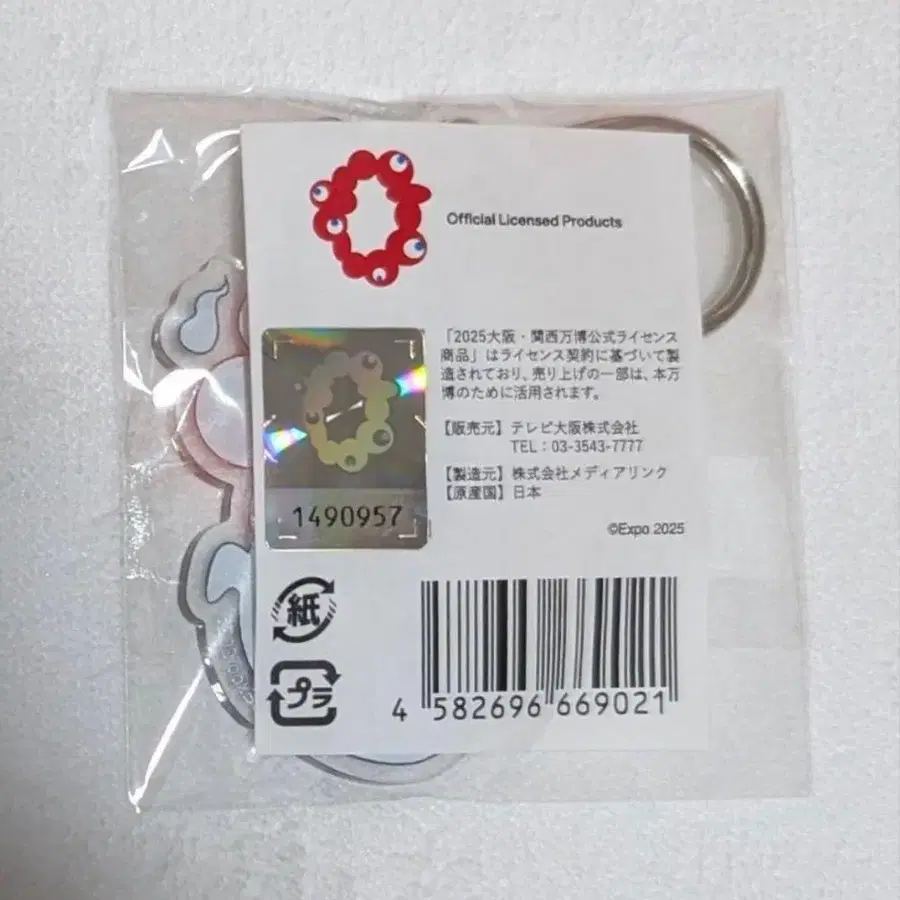 Official Licensed Products
「2025大阪・関西万博公式ライセンス
商品」はライセンス契約に基づいて製
造されており、売り上げの一部は、本万
博のために活用されます。
【販売元】テレビ大阪株式会社
TEL：03-3543-7777
【製造元】株式会社メディアリンク
【原産国】日本
©Expo 2025
1490957
紙
プラ
4 582696 669021